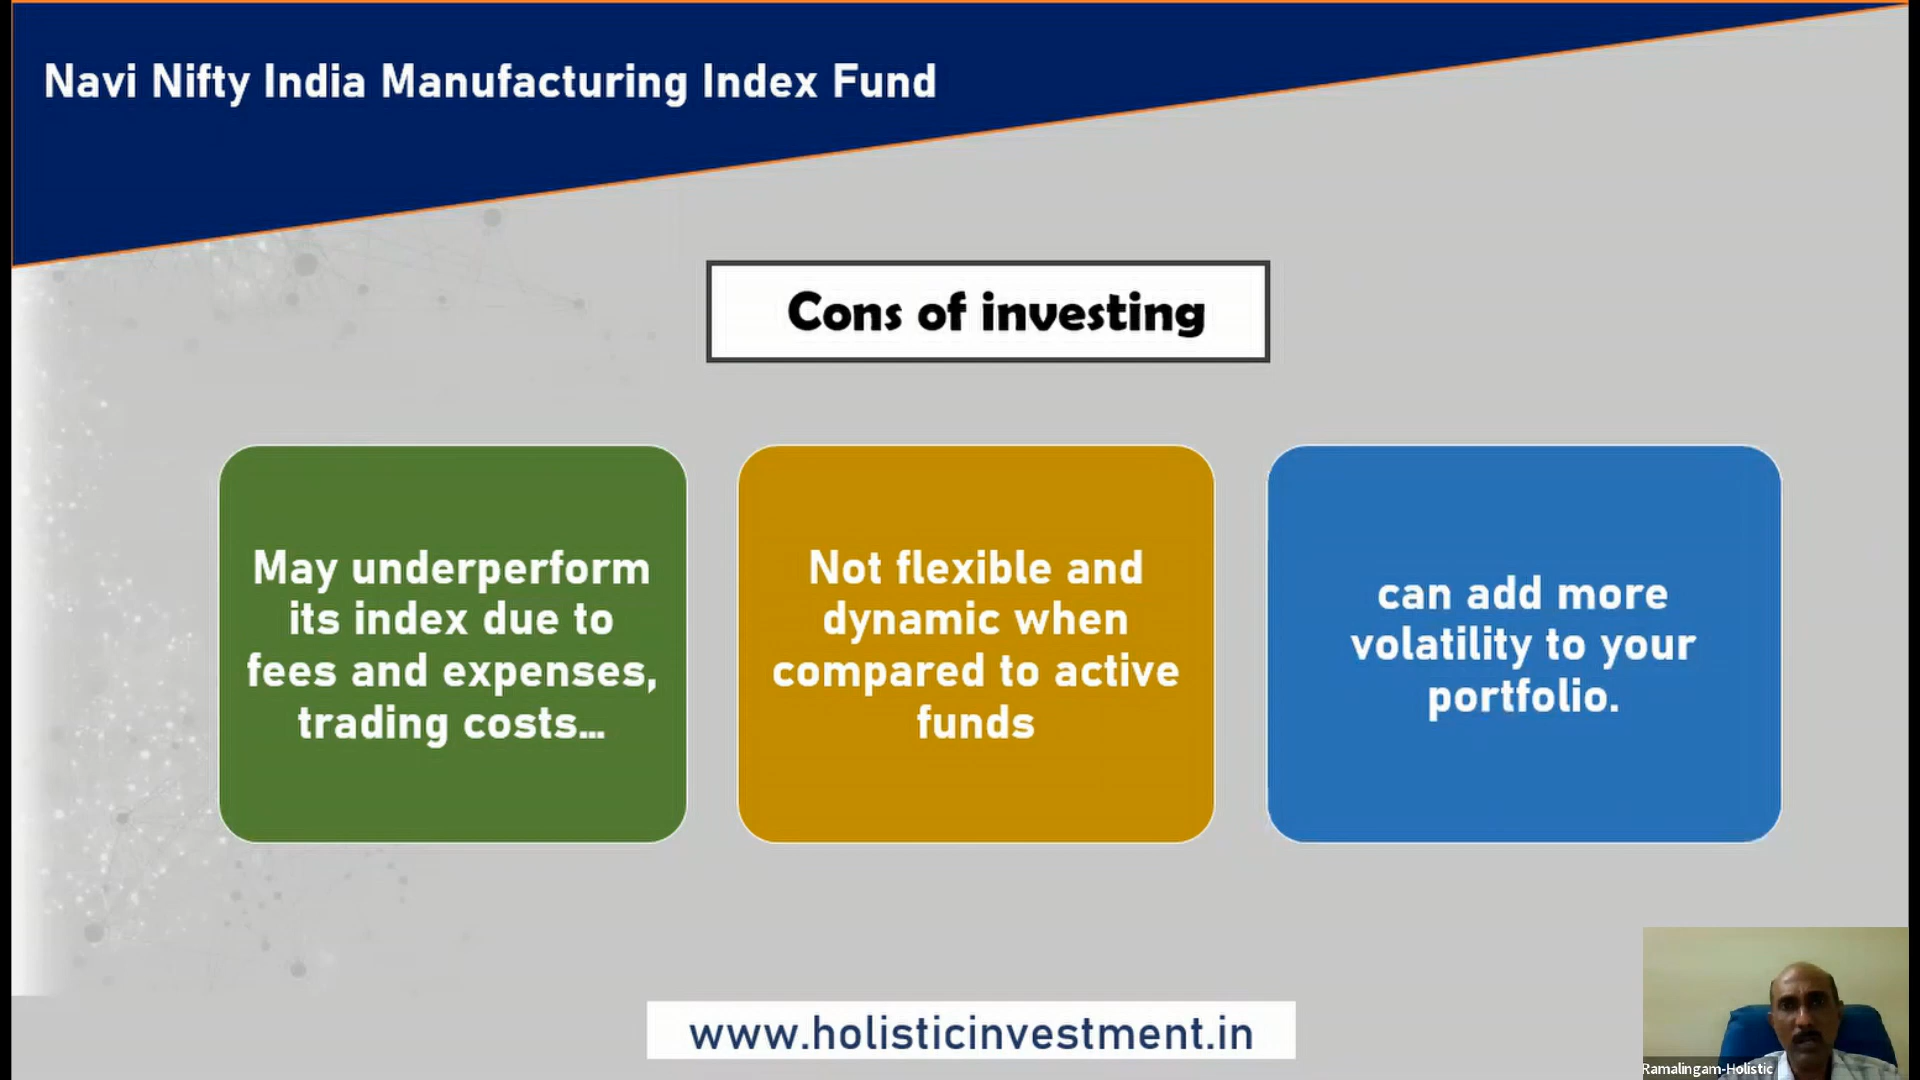 Navi Nifty India Manufacturing Index Fund
Cons of investing
May underperform
its index due to
fees and expenses,
trading costs...
Not flexible and
dynamic when
compared to active
funds
can add more
volatility to your
portfolio.
www.holisticinvestment.in
Ramalingam-Holistic